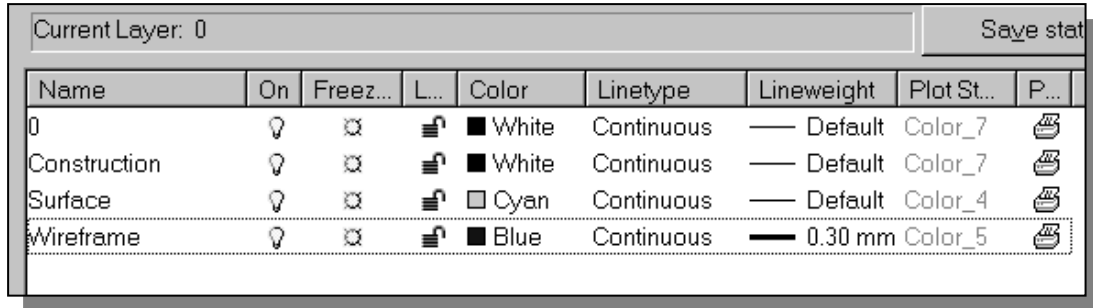 Current Layer: 0 Save stat
Name On Freez... L... Color Linetype Lineweight Plot St... P...
0 White Continuous Default Color_7
Construction White Continuous Default Color_7
Surface Cyan Continuous Default Color_4
Wireframe Blue Continuous 0.30 mm Color_5